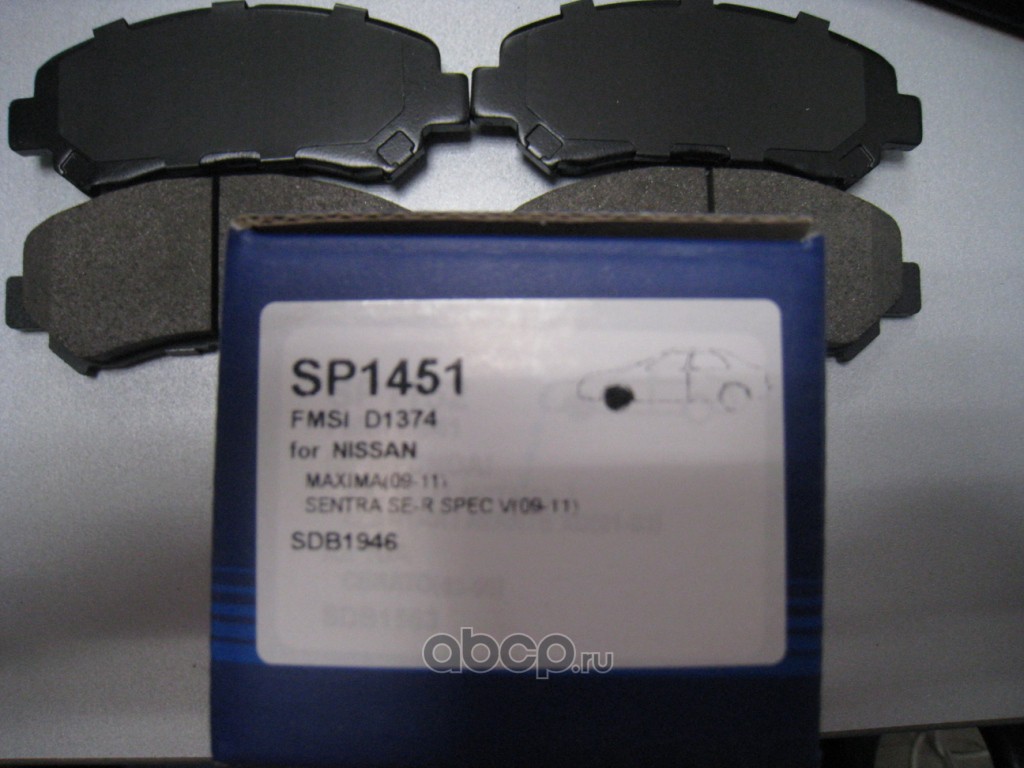 SP1451
FMSI D1374
for NISSAN
MAXIMA(09-11)
SENTRA SE-R SPEC V(09-11)
SDB1946
abcp.ru